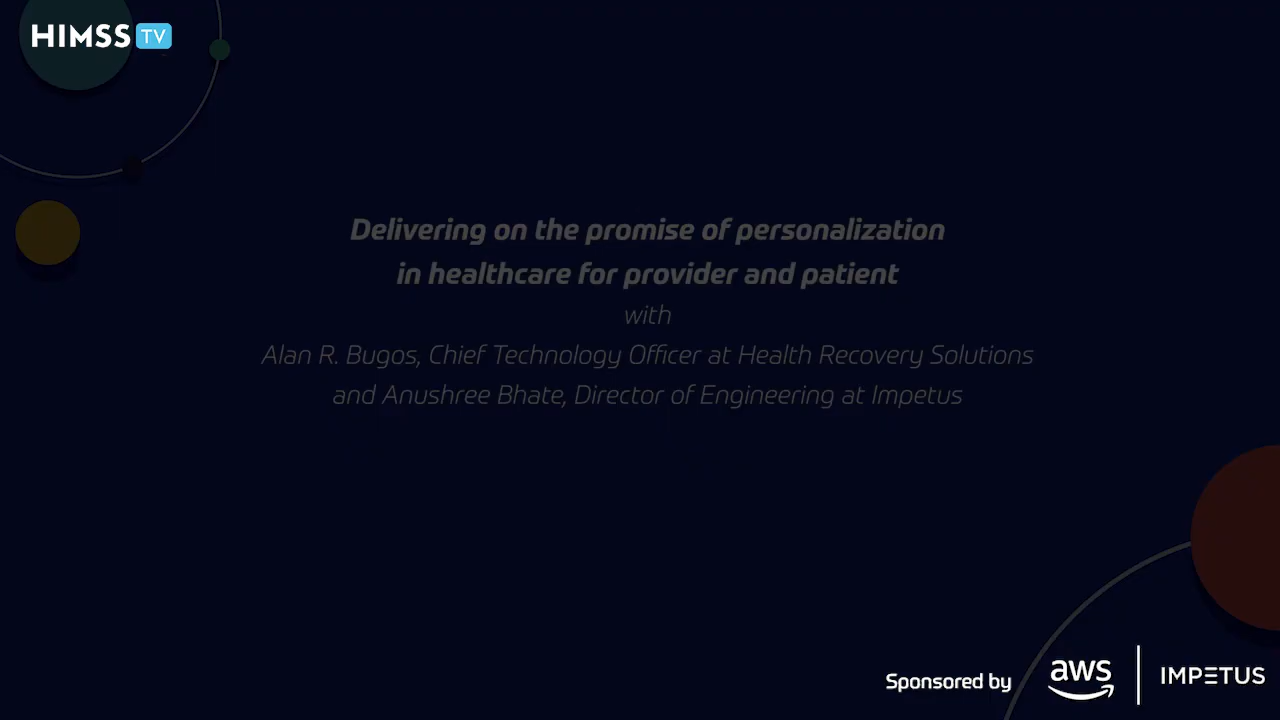 HIMSS TV
Delivering on the promise of personalization
in healthcare for provider and patient
with
Alan R. Bugos, Chief Technology Officer at Health Recovery Solutions
and Anushree Bhate, Director of Engineering at Impetus
Sponsored by aws IMPETUS